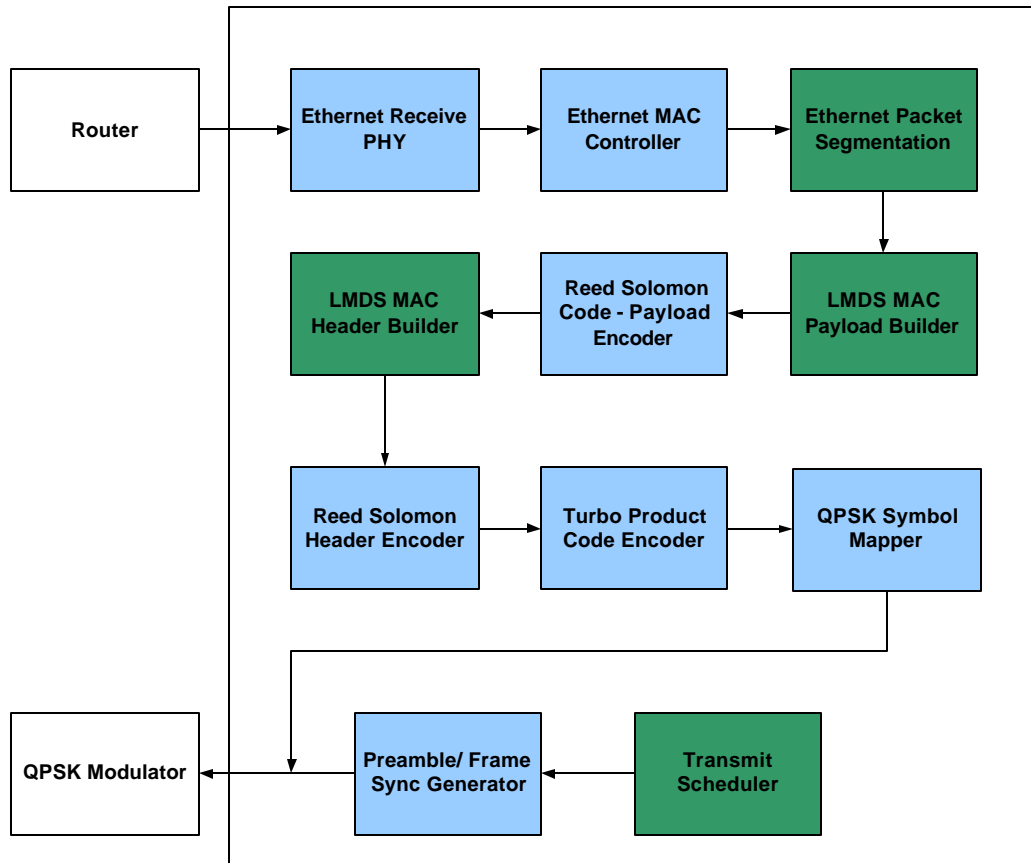 Router
Ethernet Receive
PHY
Ethernet MAC
Controller
Ethernet Packet
Segmentation
LMDS MAC
Header Builder
Reed Solomon
Code - Payload
Encoder
LMDS MAC
Payload Builder
Reed Solomon
Header Encoder
Turbo Product
Code Encoder
QPSK Symbol
Mapper
QPSK Modulator
Preamble/ Frame
Sync Generator
Transmit
Scheduler